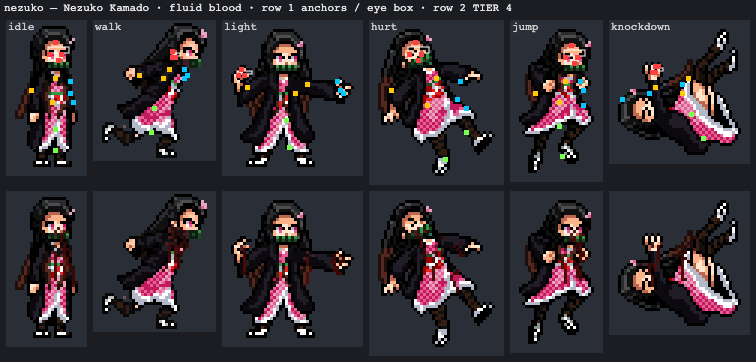 nezuko — Nezuko Kamado · fluid blood · row 1 anchors / eye box · row 2 TIER 4
idle walk light hurt jump knockdown